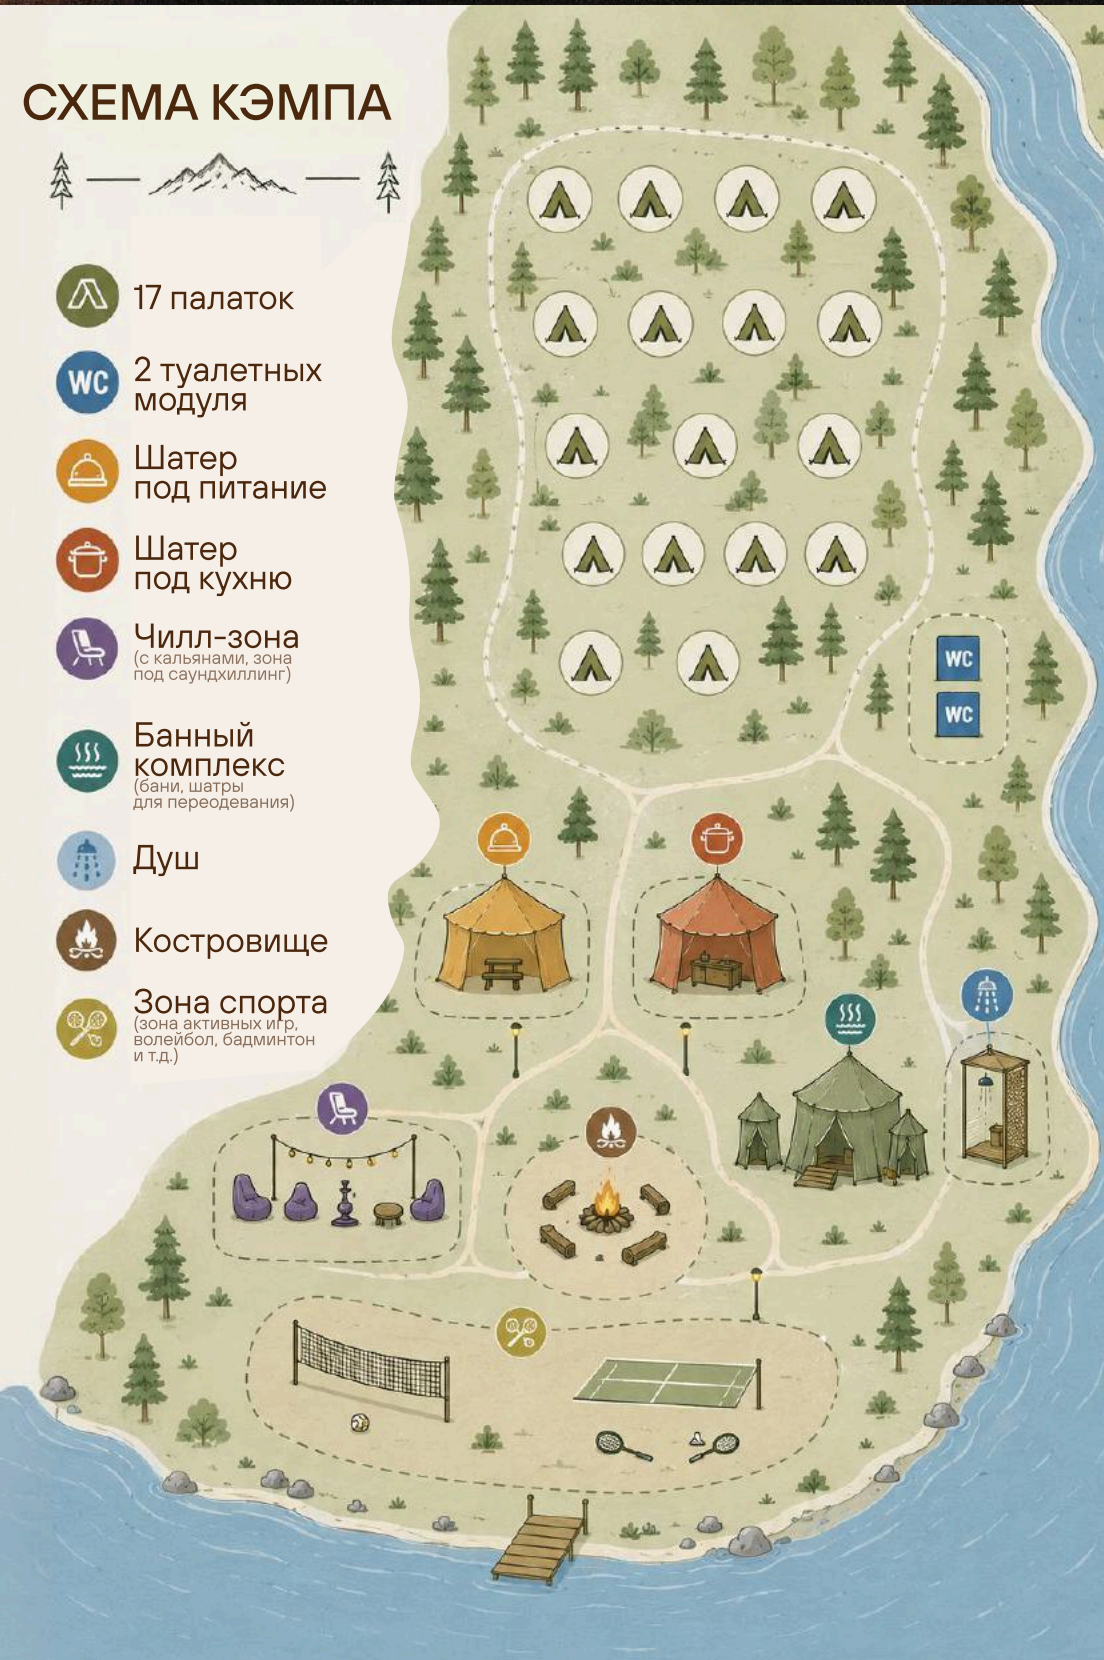 СХЕМА КЭМПА
17 палаток
WC
2 туалетных
модуля
Шатер
под питание
Шатер
под кухню
Чилл-зона
(с кальянами, зона
под саундхиллинг)
Банный
комплекс
(бани, шатры
для переодевания)
Душ
Костровище
Зона спорта
(зона активных игр,
волейбол, бадминтон
и т.д.)
WC
WC